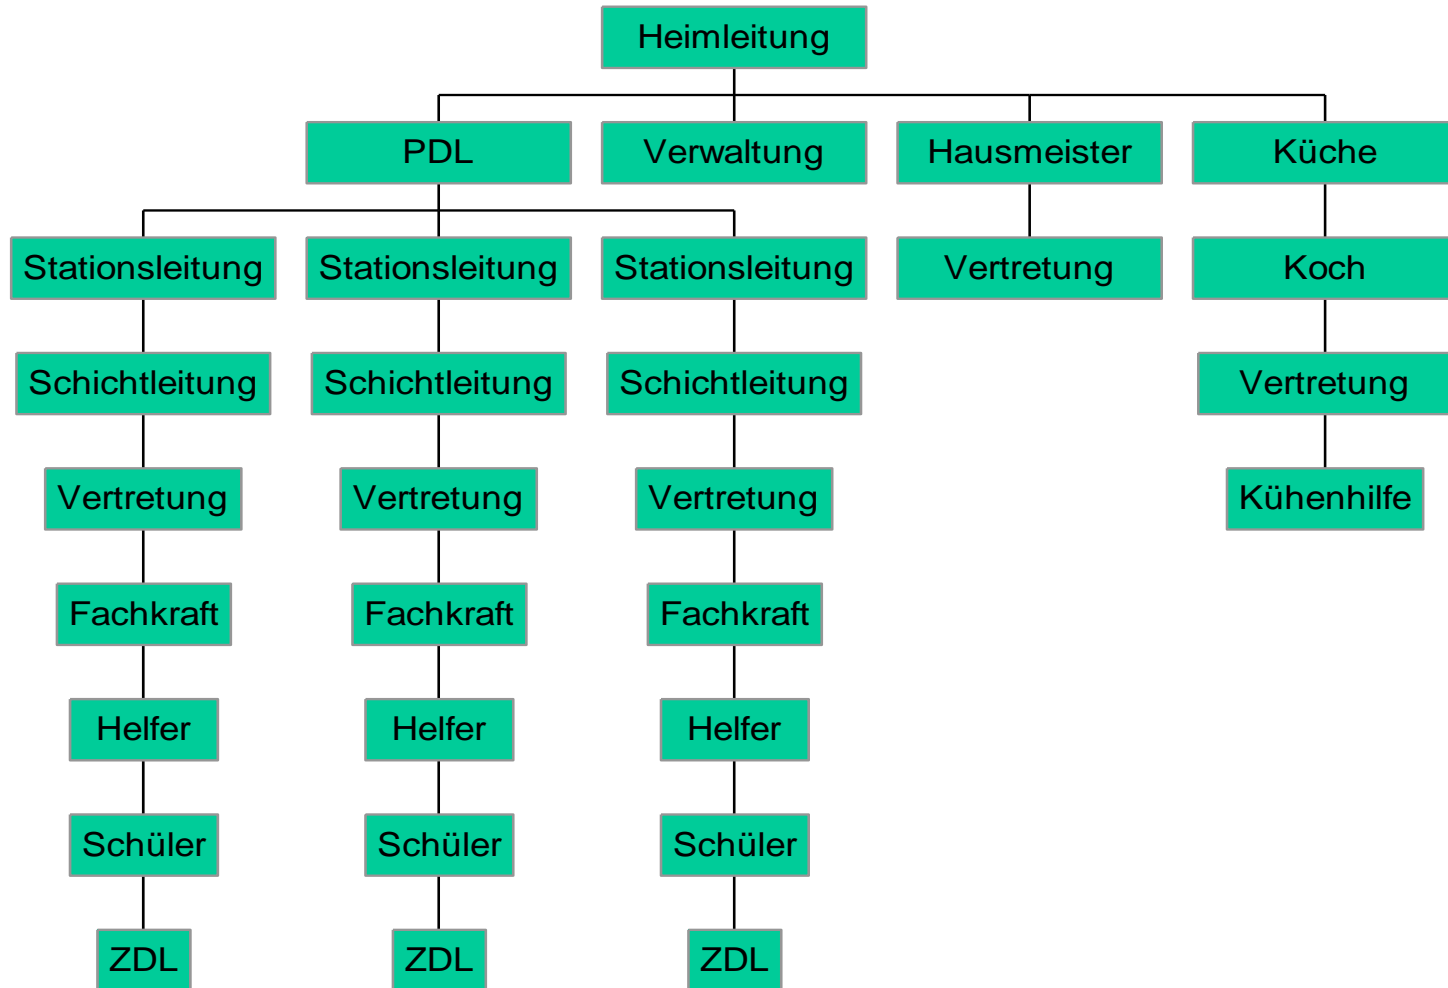 Heimleitung
PDL Verwaltung Hausmeister Küche
Stationsleitung Stationsleitung Stationsleitung Vertretung Koch
Schichtleitung Schichtleitung Schichtleitung Vertretung
Vertretung Vertretung Vertretung Kühenhilfe
Fachkraft Fachkraft Fachkraft
Helfer Helfer Helfer
Schüler Schüler Schüler
ZDL ZDL ZDL